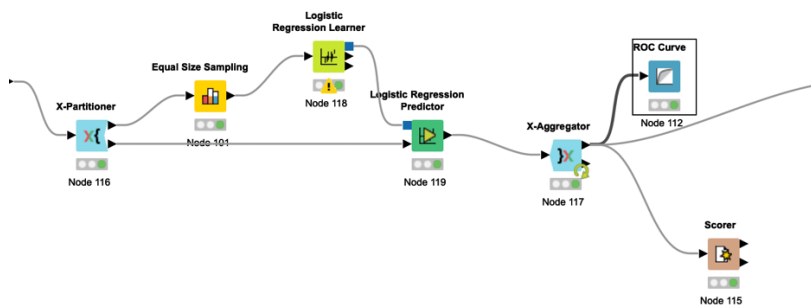 Logistic
Regression Learner
ROC Curve
Equal Size Sampling
Node 118
X-Partitioner
Logistic Regression
Predictor
X-Aggregator
Node 112
Node 101
Node 116
Node 119
Node 117
Scorer
Node 115